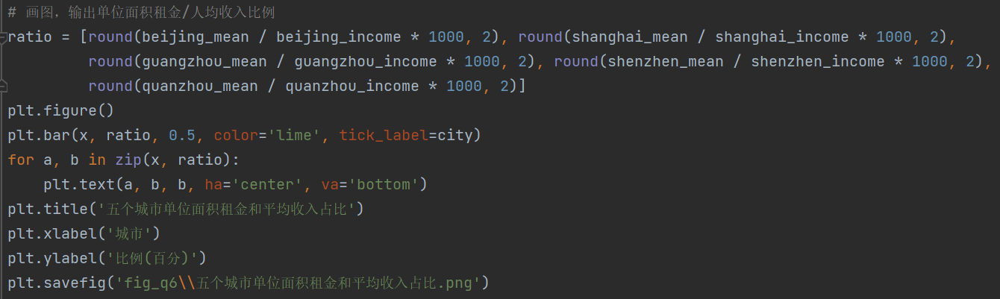 # 画图，输出单位面积租金/人均收入比例
ratio = [round(beijing_mean / beijing_income * 1000, 2), round(shanghai_mean / shanghai_income * 1000, 2),
         round(guangzhou_mean / guangzhou_income * 1000, 2), round(shenzhen_mean / shenzhen_income * 1000, 2),
         round(quanzhou_mean / quanzhou_income * 1000, 2)]
plt.figure()
plt.bar(x, ratio, 0.5, color='lime', tick_label=city)
for a, b in zip(x, ratio):
    plt.text(a, b, b, ha='center', va='bottom')
plt.title('五个城市单位面积租金和平均收入占比')
plt.xlabel('城市')
plt.ylabel('比例(百分)')
plt.savefig('fig_q6\\五个城市单位面积租金和平均收入占比.png')